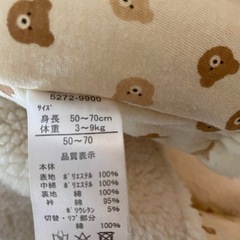 5272-9900
サイズ
身長 50~70cm
体重 3~9kg
50~70
品質表示
本体 ポリエステル 100%
中綿 ポリエステル 100%
裏地 綿 100%
衿 綿 95%
ポリウレタン 5%
切替・リブ部分
綿 100%